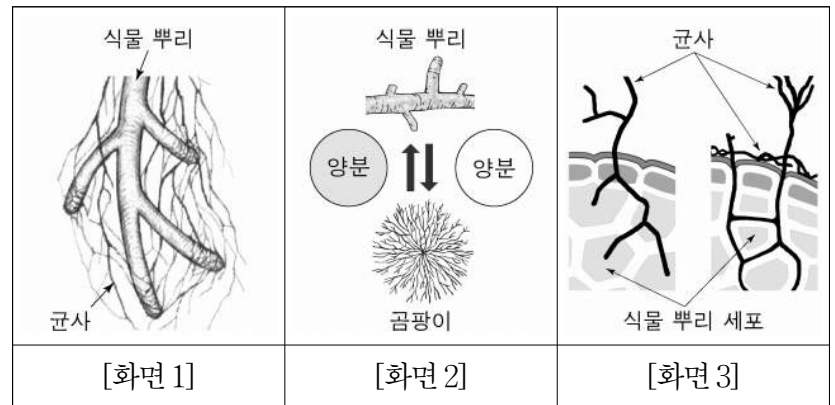 식물 뿌리
균사
[화면 1]
식물 뿌리
양분
양분
곰팡이
[화면 2]
균사
식물 뿌리 세포
[화면 3]